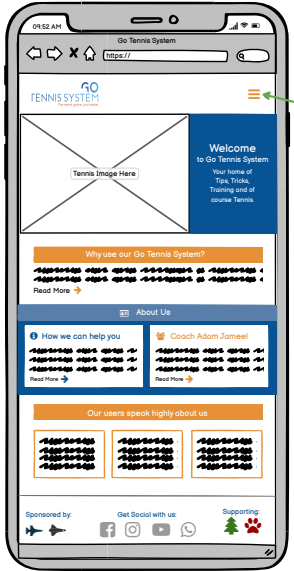 09:52 AM
Go Tennis System
https://
GO
TENNIS SYSTEM
Tennis Image Here
Welcome
to Go Tennis System
Your home of
Tips, Tricks,
Training and of
course Tennis.
Why use our Go Tennis System?
Read More
About Us
How we can help you
Read More
Coach Adam Jameel
Read More
Our users speak highly about us
Sponsored by:
Get Social with us:
Supporting: